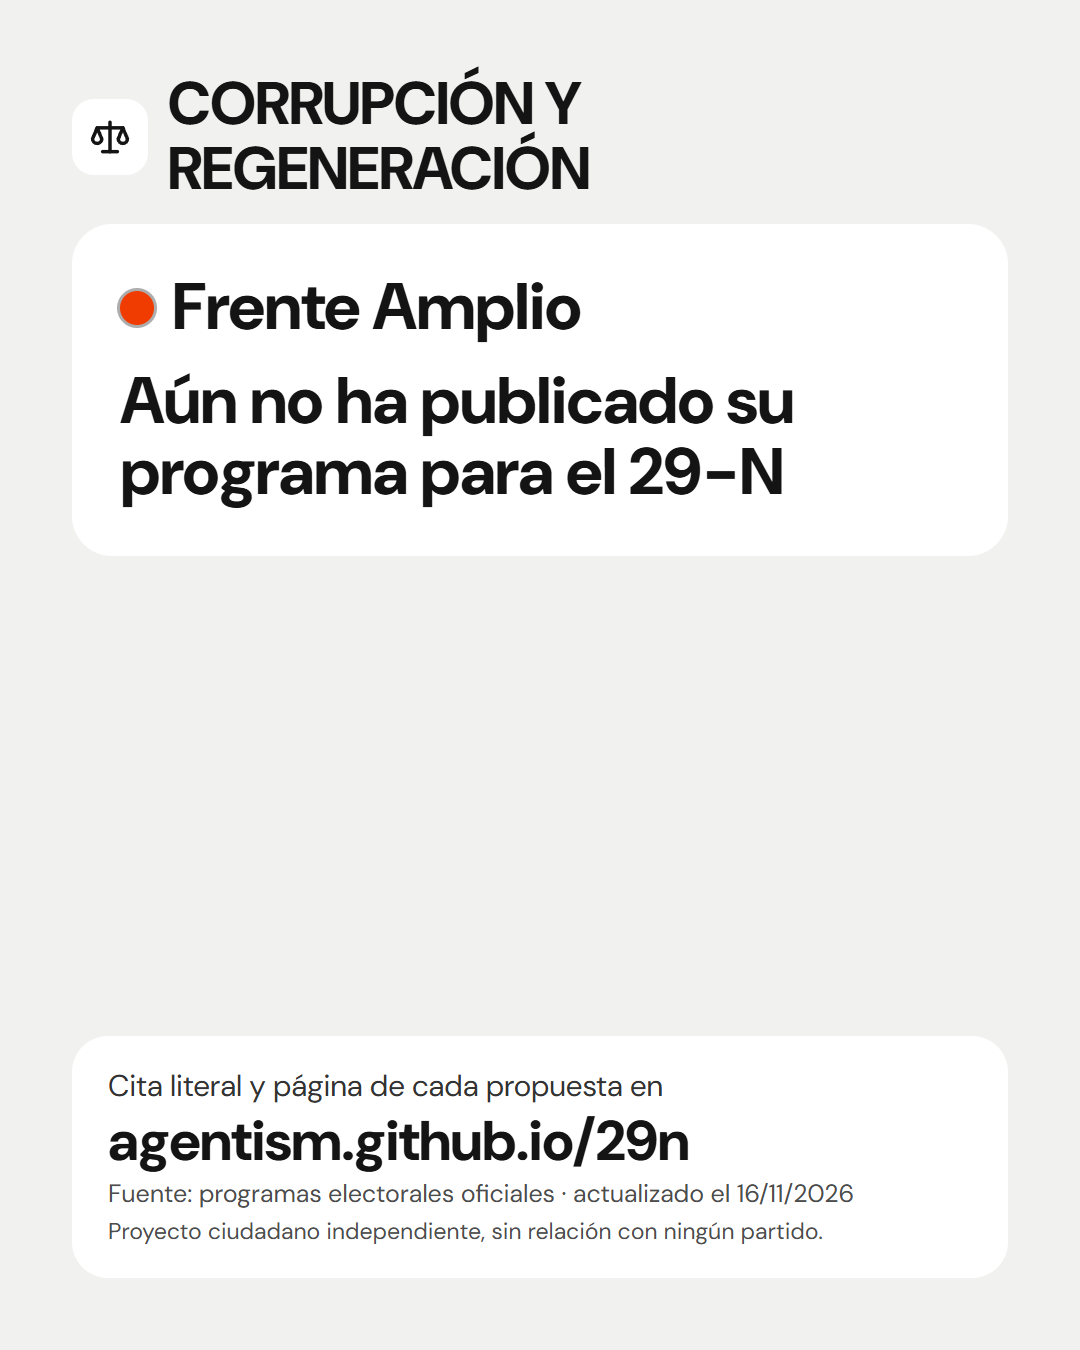 CORRUPCIÓN Y
REGENERACIÓN
Frente Amplio
Aún no ha publicado su
programa para el 29-N
Cita literal y página de cada propuesta en
agentism.github.io/29n
Fuente: programas electorales oficiales · actualizado el 16/11/2026
Proyecto ciudadano independiente, sin relación con ningún partido.